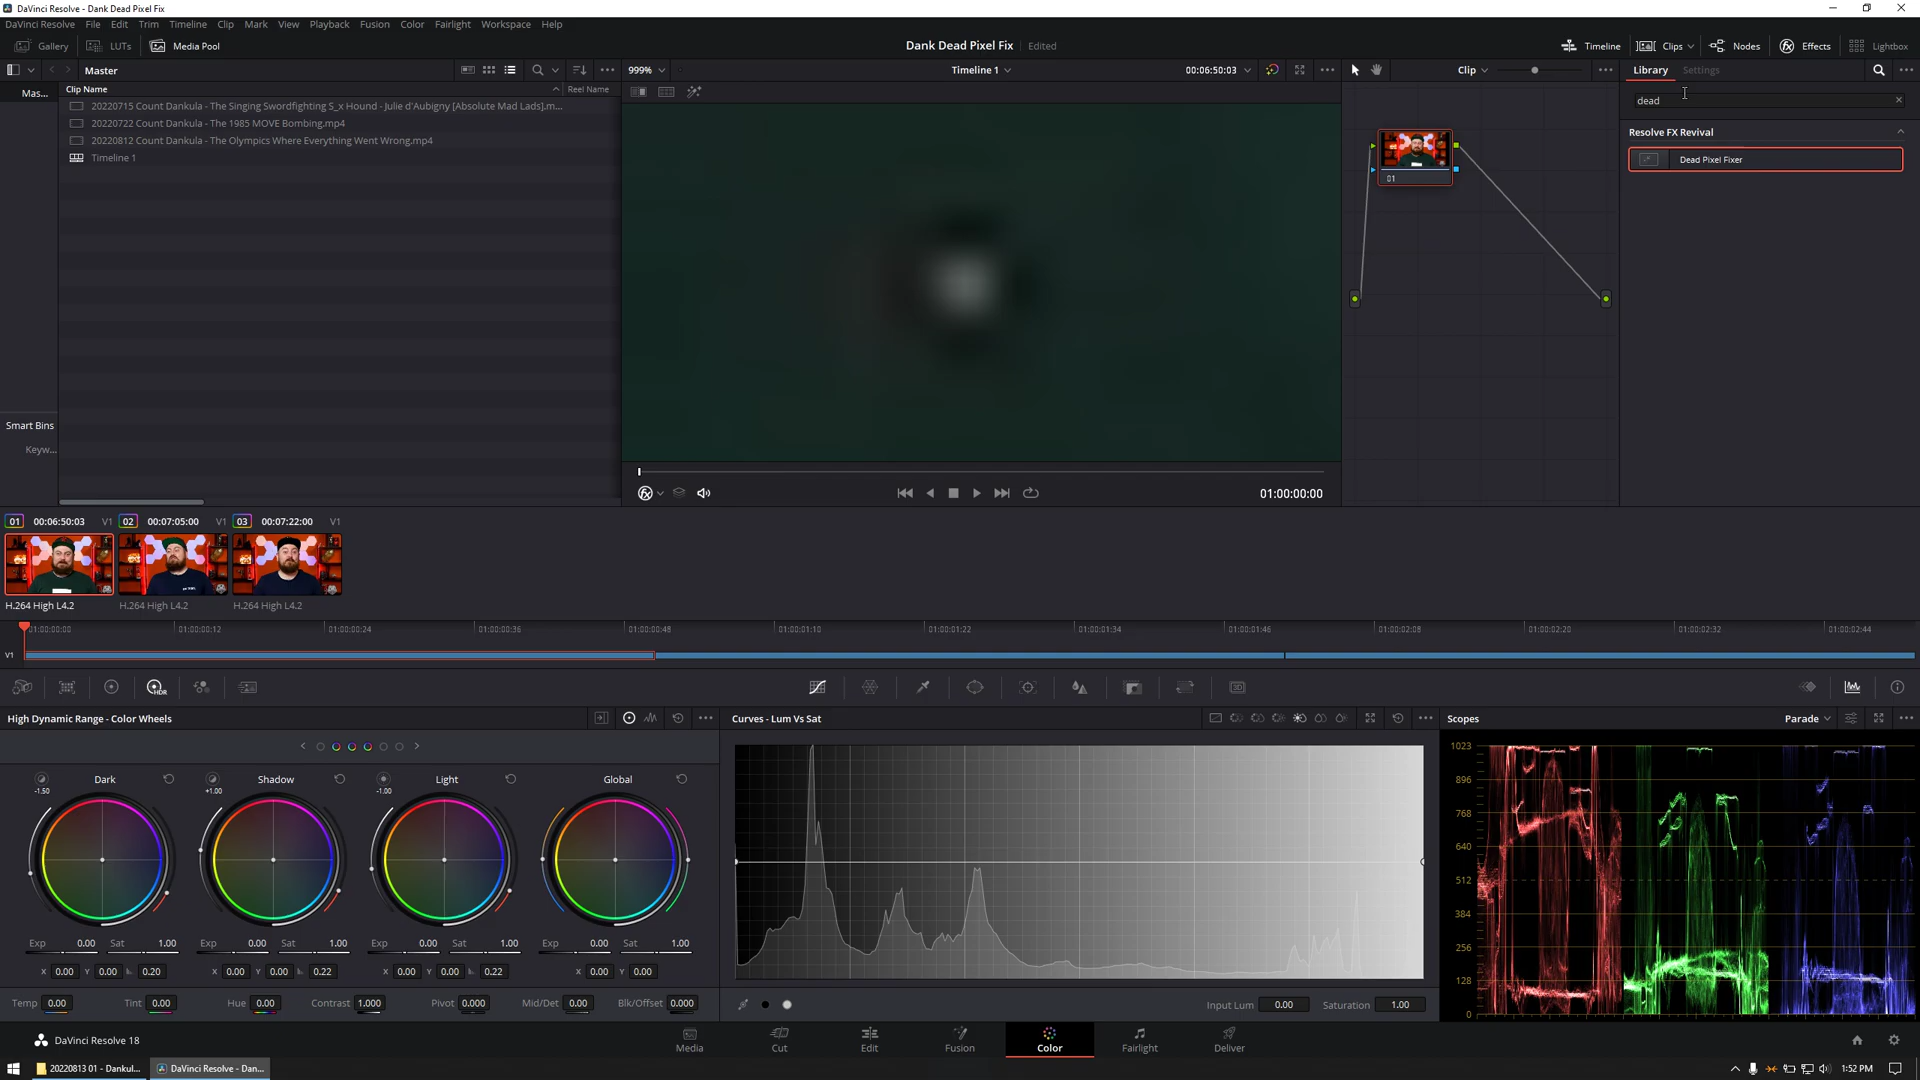 DaVinci Resolve - Dank Dead Pixel Fix
DaVinci Resolve File Edit Trim Timeline Clip Mark View Playback Fusion Color Fairlight Workspace Help
Gallery LUTs Media Pool Dank Dead Pixel Fix Edited Timeline Clips Nodes Effects Lightbox
Master 999% Timeline 1 00:06:50:03 Clip Library Settings
Mas... Clip Name Reel Name
dead
20220715 Count Dankula - The Singing Swordfighting S_x Hound - Julie d'Aubigny [Absolute Mad Lads].m...
20220722 Count Dankula - The 1985 MOVE Bombing.mp4
20220812 Count Dankula - The Olympics Where Everything Went Wrong.mp4
Timeline 1
Resolve FX Revival
Dead Pixel Fixer
01
Smart Bins
Keyw...
01:00:00:00
01 00:06:50:03 V1 02 00:07:05:00 V1 03 00:07:22:00 V1
H.264 High L4.2 H.264 High L4.2 H.264 High L4.2
01:00:00:00 01:00:00:12 01:00:00:24 01:00:00:36 01:00:00:48 01:00:01:10 01:00:01:22 01:00:01:34 01:00:01:46 01:00:02:08 01:00:02:20 01:00:02:32 01:00:02:44
V1
HDR 3D
High Dynamic Range - Color Wheels Curves - Lum Vs Sat Scopes Parade
Dark Shadow Light Global
-1.50 +1.00 -1.00
1023
896
768
640
512
384
256
128
0
Exp 0.00 Sat 1.00 Exp 0.00 Sat 1.00 Exp 0.00 Sat 1.00 Exp 0.00 Sat 1.00
X 0.00 Y 0.00 0.20 X 0.00 Y 0.00 0.22 X 0.00 Y 0.00 0.22 X 0.00 Y 0.00
Temp 0.00 Tint 0.00 Hue 0.00 Contrast 1.000 Pivot 0.000 Mid/Det 0.00 Blk/Offset 0.000
Input Lum 0.00 Saturation 1.00
DaVinci Resolve 18 Media Cut Edit Fusion Color Fairlight Deliver
20220813 01 - Dankul... DaVinci Resolve - Dan... 1:52 PM